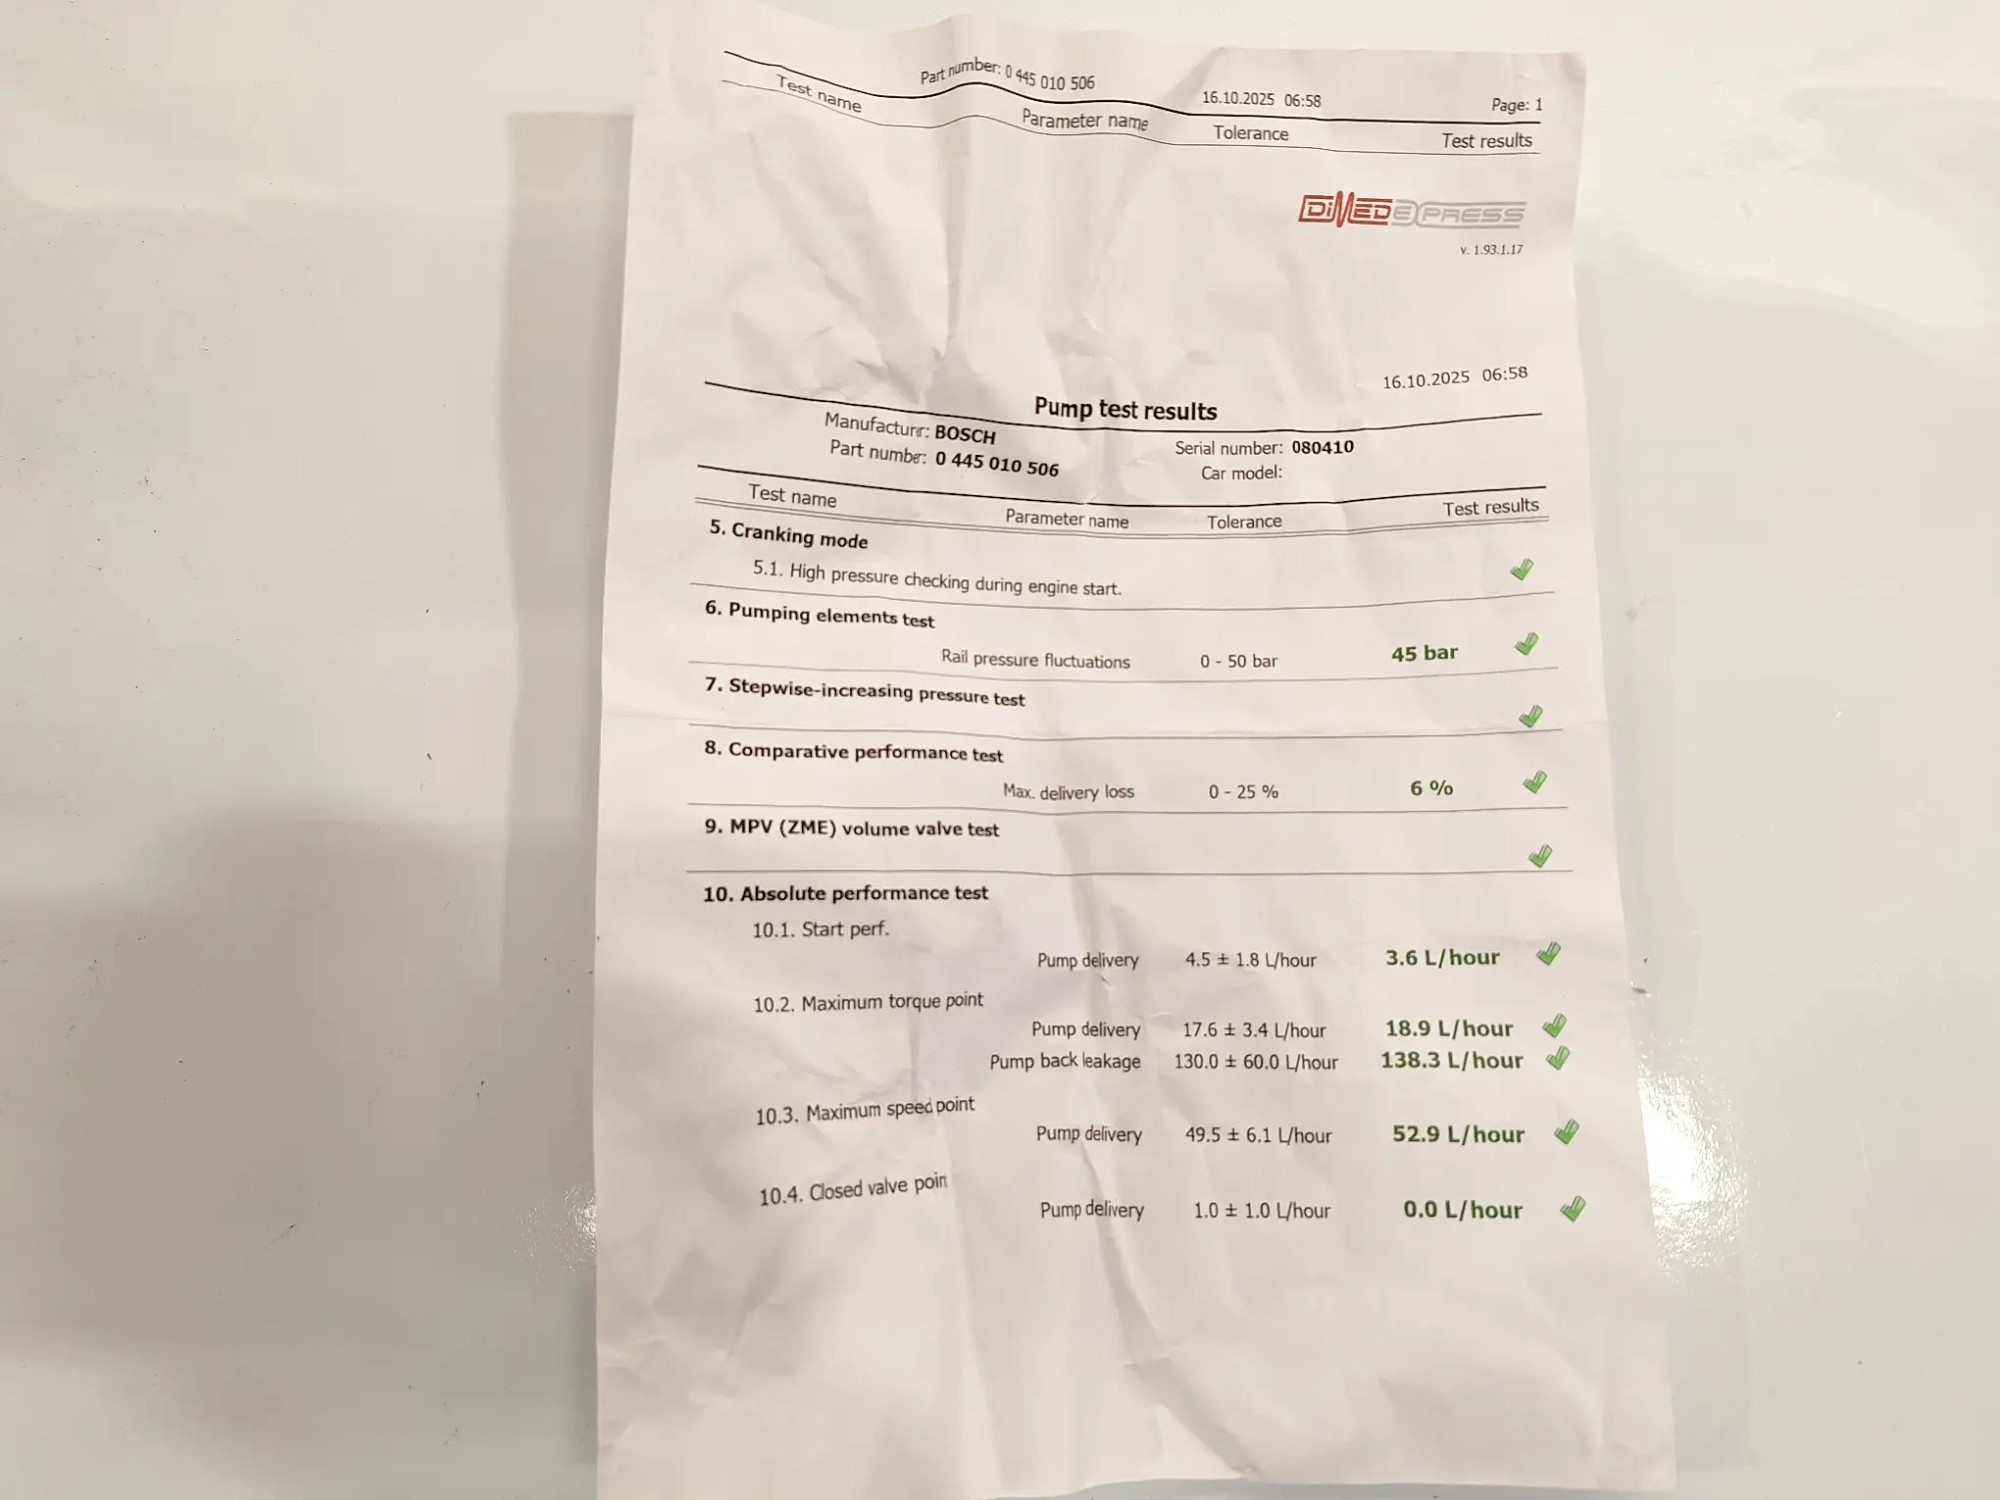 Part number: 0 445 010 506 16.10.2025 06:58 Page: 1
Test name Parameter name Tolerance Test results
DiMED EXPRESS
v. 1.93.1.17
16.10.2025 06:58
Pump test results
Manufacturer: BOSCH Serial number: 080410
Part number: 0 445 010 506 Car model:
Test name Parameter name Tolerance Test results
5. Cranking mode
5.1. High pressure checking during engine start.
6. Pumping elements test
Rail pressure fluctuations 0 - 50 bar 45 bar
7. Stepwise-increasing pressure test
8. Comparative performance test
Max. delivery loss 0 - 25 % 6 %
9. MPV (ZME) volume valve test
10. Absolute performance test
10.1. Start perf.
Pump delivery 4.5 ± 1.8 L/hour 3.6 L/hour
10.2. Maximum torque point
Pump delivery 17.6 ± 3.4 L/hour 18.9 L/hour
Pump back leakage 130.0 ± 60.0 L/hour 138.3 L/hour
10.3. Maximum speed point
Pump delivery 49.5 ± 6.1 L/hour 52.9 L/hour
10.4. Closed valve poin
Pump delivery 1.0 ± 1.0 L/hour 0.0 L/hour